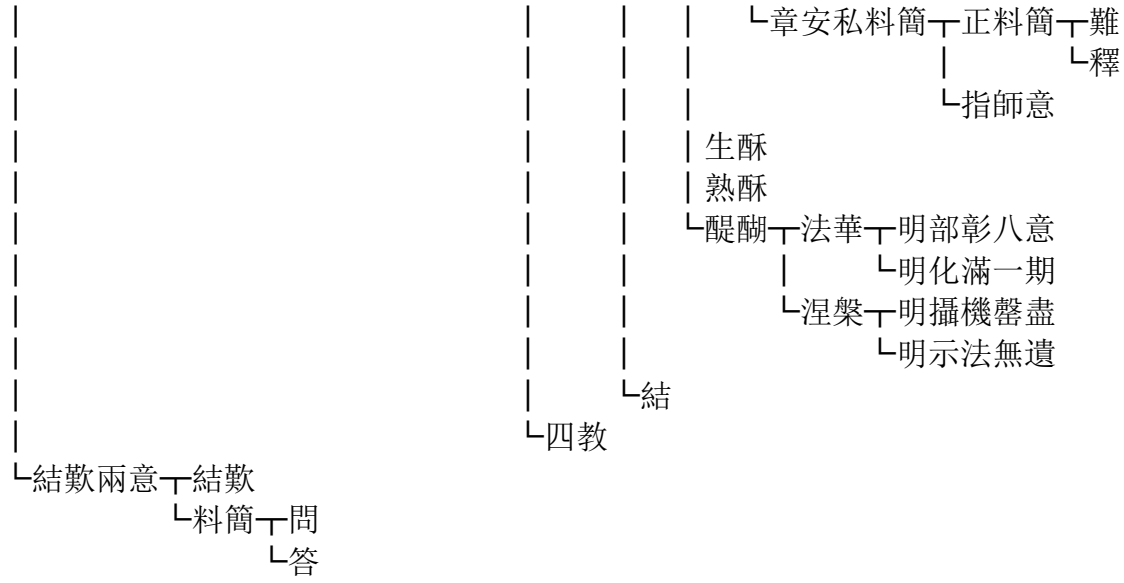 │ │ │ │ └章安私料簡┬正料簡┬難
│ │ │ │ │ └釋
│ │ │ │ └指師意
│ │ │ │生酥
│ │ │ │熟酥
│ │ │ └醍醐┬法華┬明部彰八意
│ │ │ │ └明化滿一期
│ │ │ └涅槃┬明攝機罄盡
│ │ │ └明示法無遺
│ │ └結
│ └四教
└結歎兩意┬結歎
└料簡┬問
└答